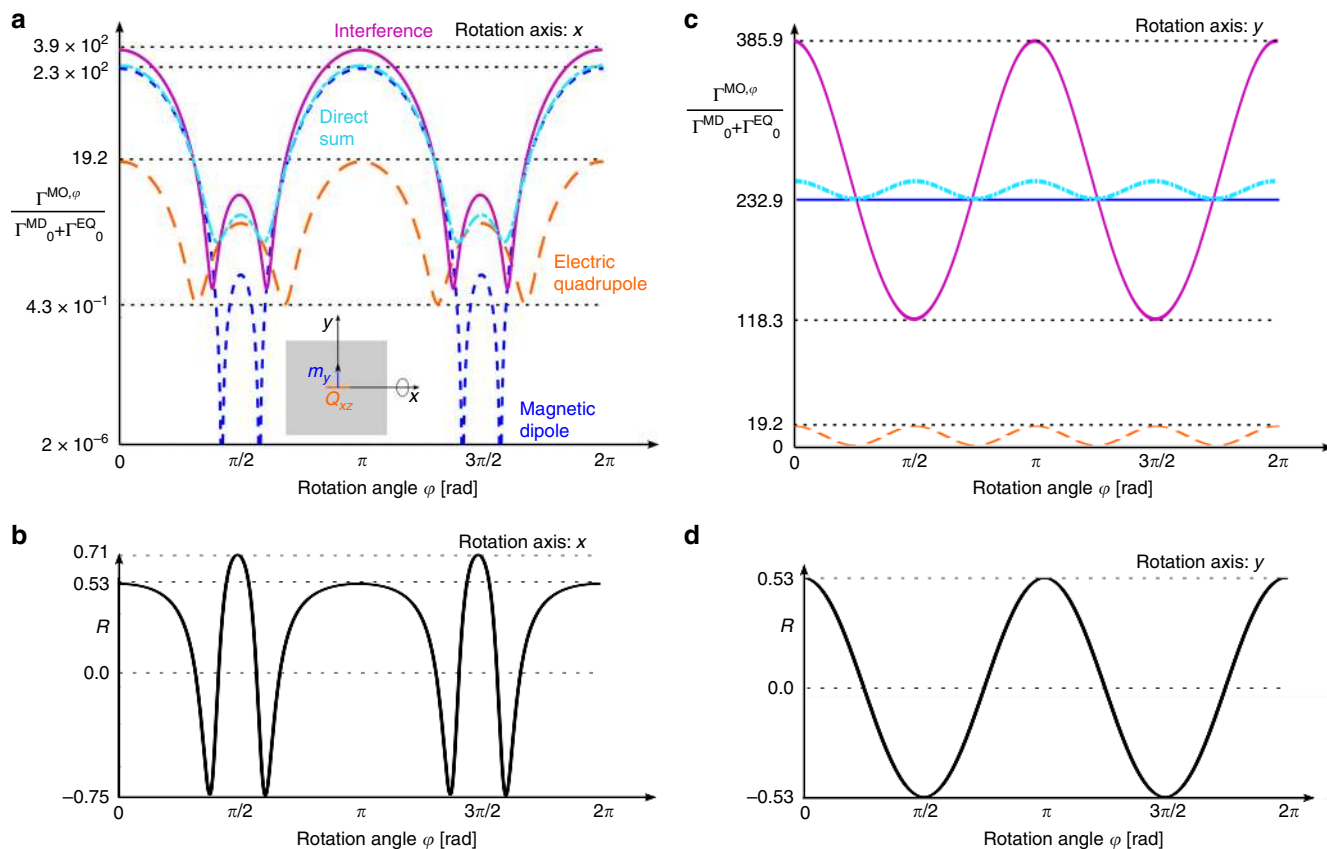 a
Interference
Rotation axis: x
3.9 × 10²
2.3 × 10²
Direct
sum
19.2
Γᴹᴼ,ᵠ
Γᴹᴰ₀+Γᴱᵠ₀
Electric
quadrupole
4.3 × 10⁻¹
y
m_y
Q_xz
x
Magnetic
dipole
2 × 10⁻⁶
0 π/2 π 3π/2 2π
Rotation angle φ [rad]
b
Rotation axis: x
0.71
0.53
R
0.0
−0.75
0 π/2 π 3π/2 2π
Rotation angle φ [rad]
c
Rotation axis: y
385.9
Γ^MO,φ
Γ^MD_0+Γ^EQ_0
232.9
118.3
19.2
0
0 π/2 π 3π/2 2π
Rotation angle φ [rad]
d
Rotation axis: y
0.53
R
0.0
−0.53
0 π/2 π 3π/2 2π
Rotation angle φ [rad]